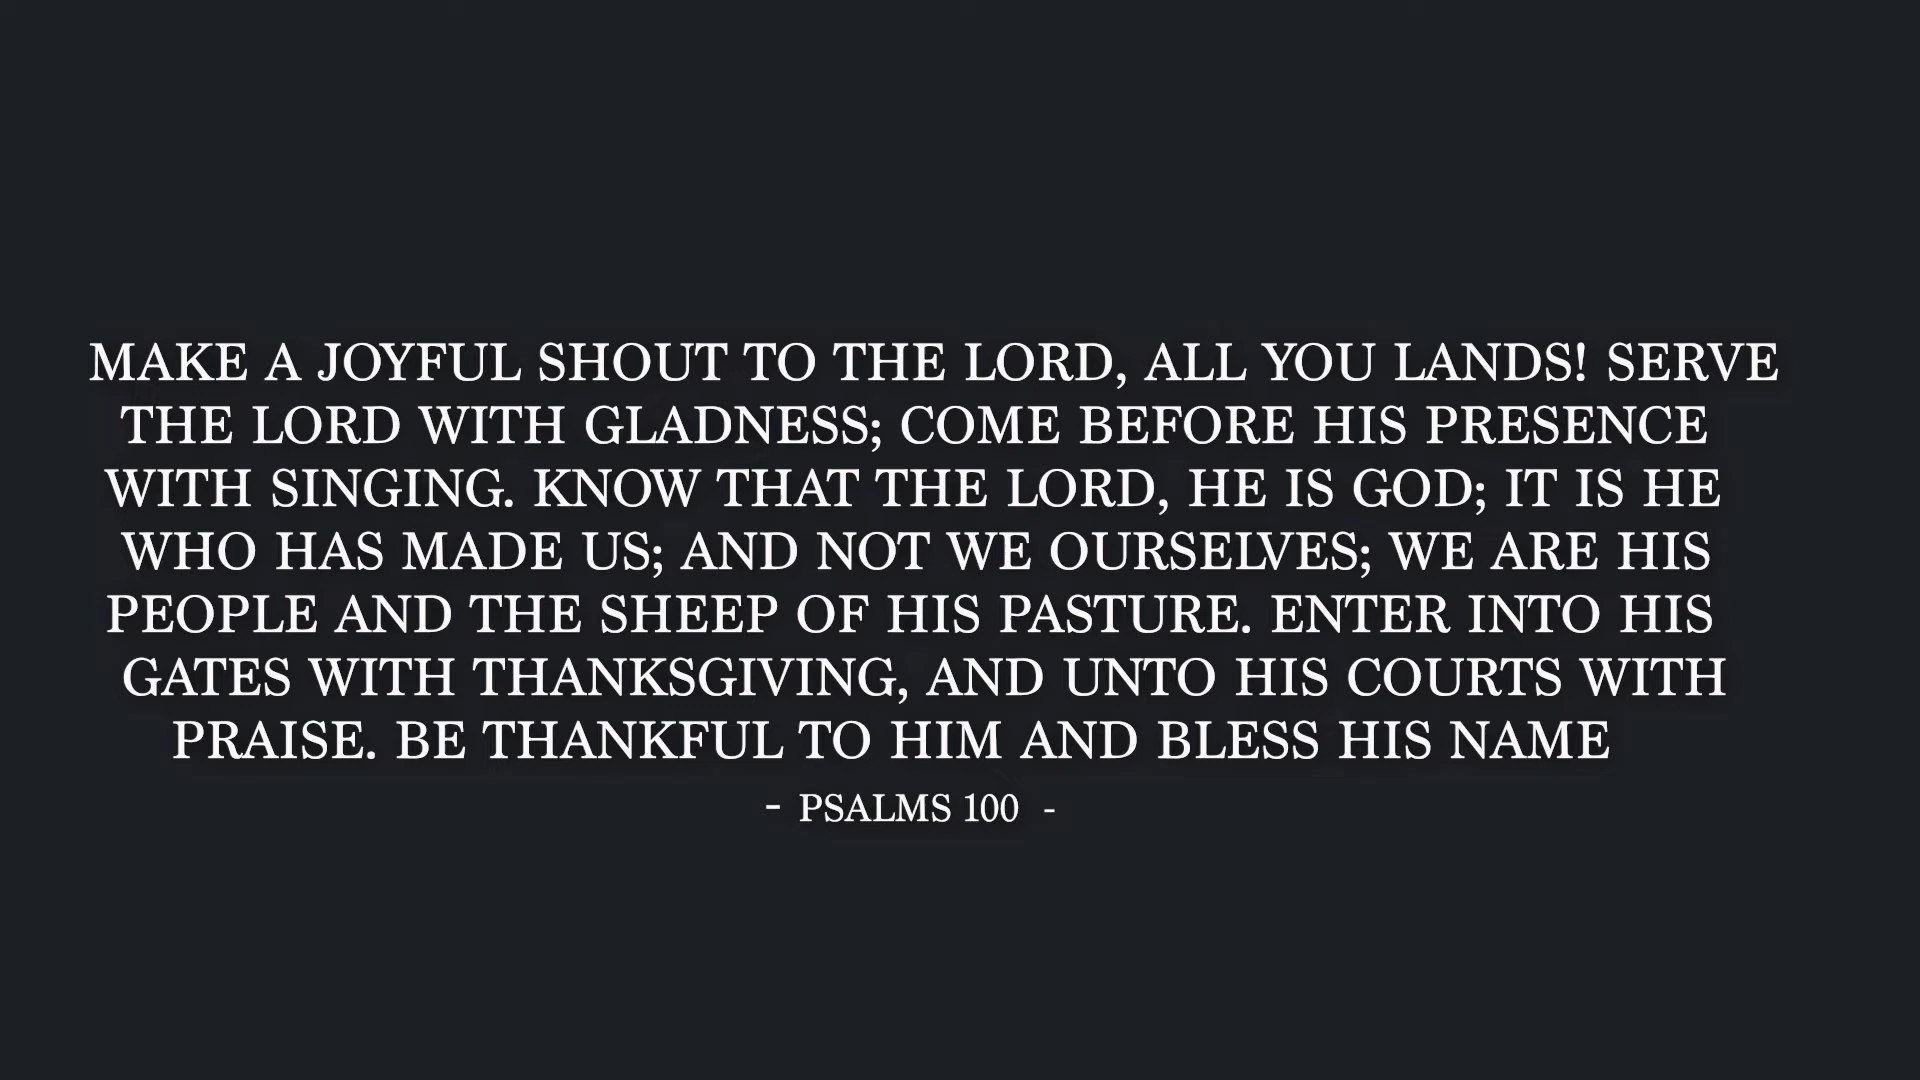 MAKE A JOYFUL SHOUT TO THE LORD, ALL YOU LANDS! SERVE
THE LORD WITH GLADNESS; COME BEFORE HIS PRESENCE
WITH SINGING. KNOW THAT THE LORD, HE IS GOD; IT IS HE
WHO HAS MADE US; AND NOT WE OURSELVES; WE ARE HIS
PEOPLE AND THE SHEEP OF HIS PASTURE. ENTER INTO HIS
GATES WITH THANKSGIVING, AND UNTO HIS COURTS WITH
PRAISE. BE THANKFUL TO HIM AND BLESS HIS NAME
- PSALMS 100 -